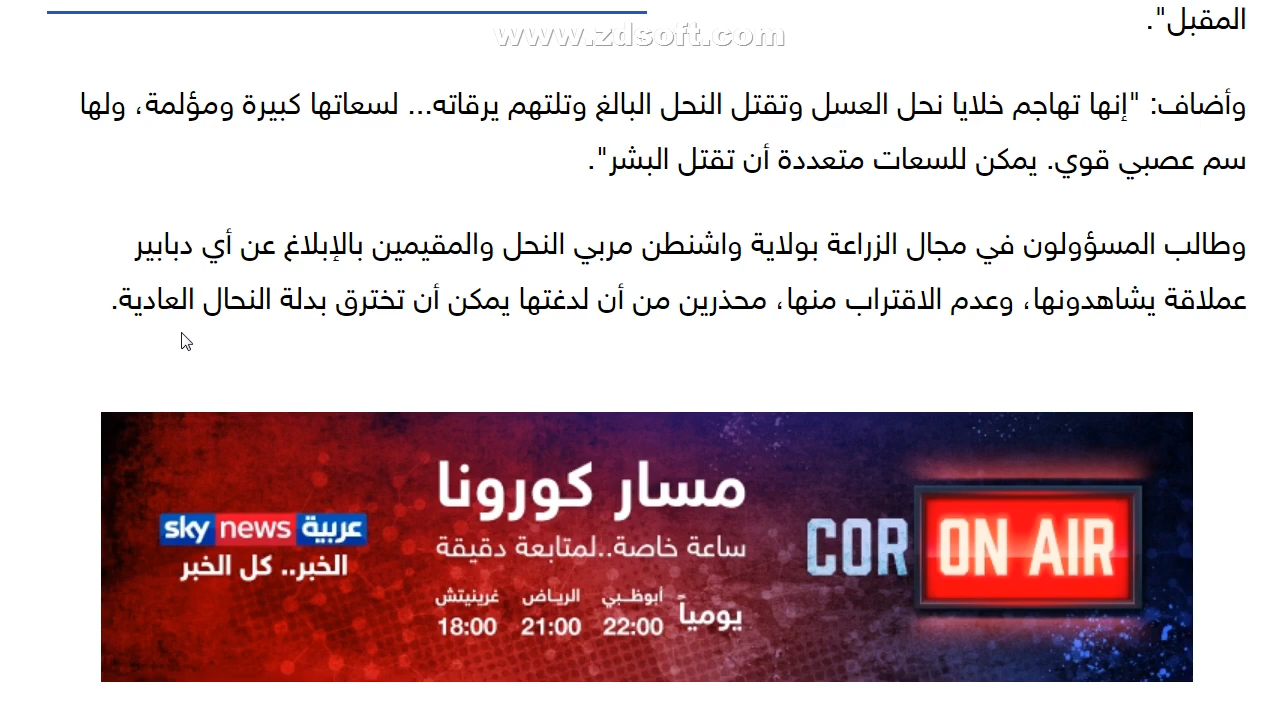 المقبل".
www.zdsoft.com
وأضاف: "إنها تهاجم خلايا نحل العسل وتقتل النحل البالغ وتلتهم يرقاته... لسعاتها كبيرة ومؤلمة، ولها
سم عصبي قوي. يمكن للسعات متعددة أن تقتل البشر".
وطالب المسؤولون في مجال الزراعة بولاية واشنطن مربي النحل والمقيمين بالإبلاغ عن أي دبابير
عملاقة يشاهدونها، وعدم الاقتراب منها، محذرين من أن لدغتها يمكن أن تخترق بدلة النحال العادية.
مسار كورونا
ساعة خاصة..لمتابعة دقيقة
يومياً
أبوظبي الرياض غرينيتش
22:00 21:00 18:00
COR ON AIR
sky news عربية
الخبر.. كل الخبر